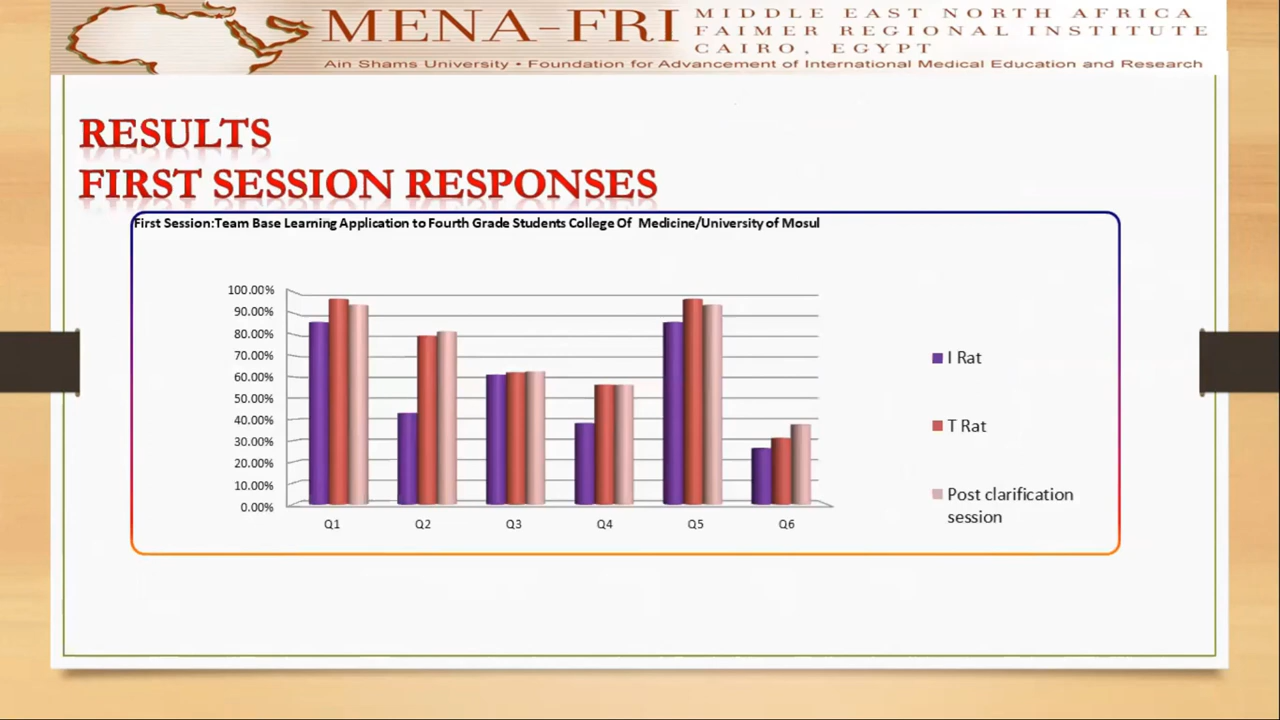 MENA-FRI
MIDDLE EAST NORTH AFRICA
FAIMER REGIONAL INSTITUTE
CAIRO, EGYPT
Ain Shams University • Foundation for Advancement of International Medical Education and Research
RESULTS
FIRST SESSION RESPONSES
First Session:Team Base Learning Application to Fourth Grade Students College Of Medicine/University of Mosul
100.00%
90.00%
80.00%
70.00%
60.00%
50.00%
40.00%
30.00%
20.00%
10.00%
0.00%
Q1 Q2 Q3 Q4 Q5 Q6
I Rat
T Rat
Post clarification
session